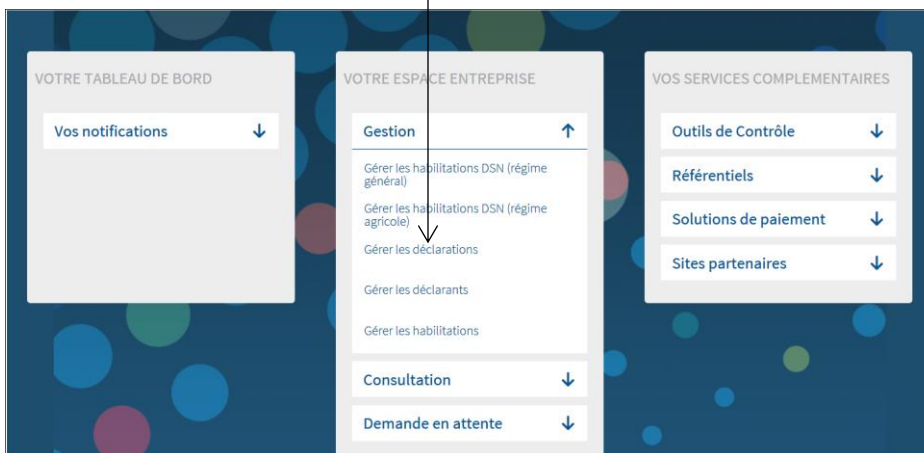 VOTRE TABLEAU DE BORD
Vos notifications
VOTRE ESPACE ENTREPRISE
Gestion
Gérer les habilitations DSN (régime
général)
Gérer les habilitations DSN (régime
agricole)
Gérer les déclarations
Gérer les déclarants
Gérer les habilitations
Consultation
Demande en attente
VOS SERVICES COMPLEMENTAIRES
Outils de Contrôle
Référentiels
Solutions de paiement
Sites partenaires